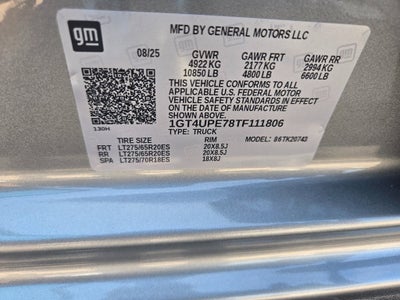 gm
MFD BY GENERAL MOTORS LLC
08/25 GVWR GAWR FRT GAWR RR
4922 KG 2177 KG 2994 KG
10850 LB 4800 LB 6600 LB
THIS VEHICLE CONFORMS TO ALL
APPLICABLE U.S. FEDERAL MOTOR
VEHICLE SAFETY STANDARDS IN EFFECT
ON THE DATE OF MANUFACTURE
SHOWN ABOVE.
130H 1GT4UPE78TF111806
TYPE: TRUCK
TIRE SIZE RIM MODEL: 86TK20743
FRT LT275/65R20ES 20X8.5J
RR LT275/65R20ES 20X8.5J
SPA LT275/70R18ES 18X8J